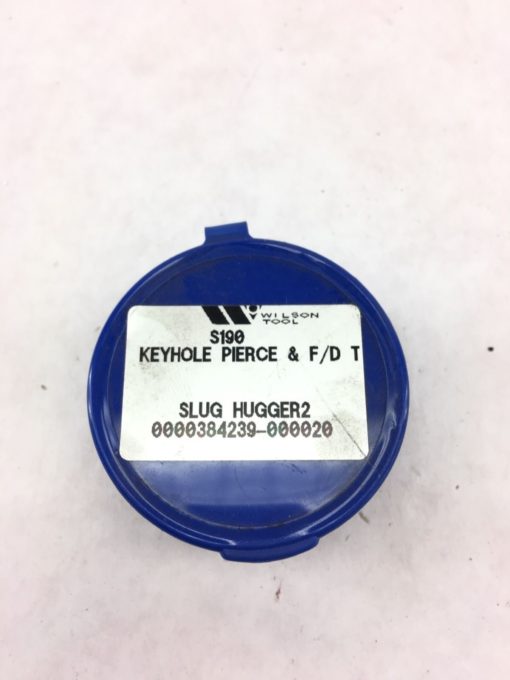 WILSON
TOOL
S190
KEYHOLE PIERCE & F/D T
SLUG HUGGER2
0000384239-000020